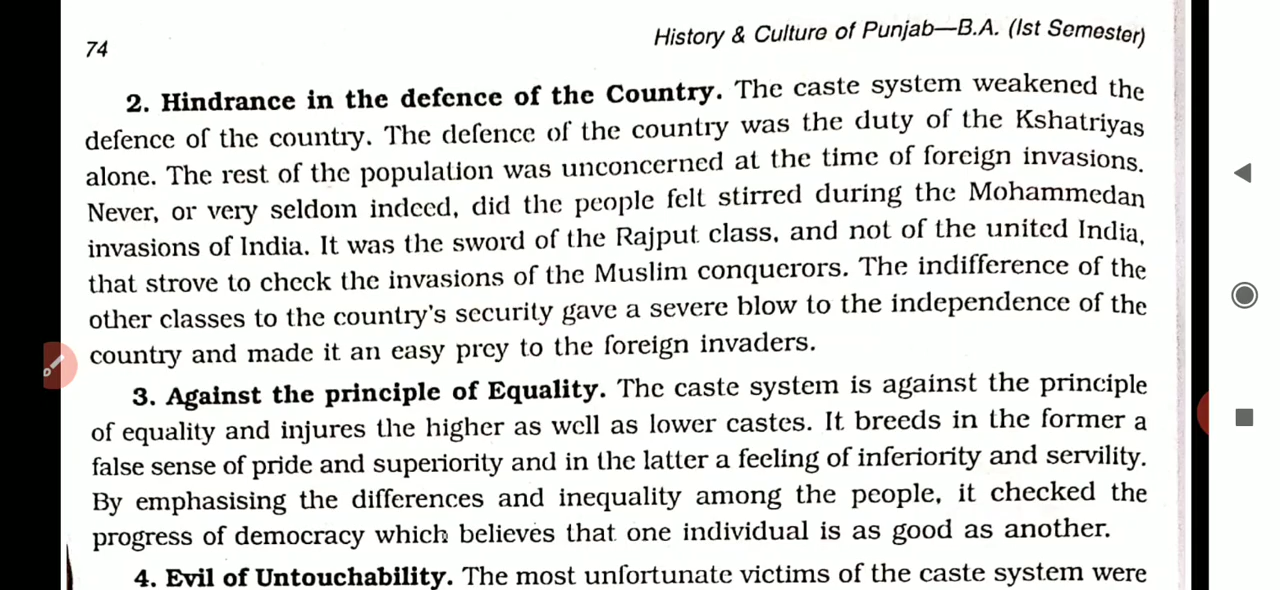 74
History & Culture of Punjab—B.A. (Ist Semester)
2. Hindrance in the defence of the Country. The caste system weakened the
defence of the country. The defence of the country was the duty of the Kshatriyas
alone. The rest of the population was unconcerned at the time of foreign invasions.
Never, or very seldom indeed, did the people felt stirred during the Mohammedan
invasions of India. It was the sword of the Rajput class, and not of the united India,
that strove to check the invasions of the Muslim conquerors. The indifference of the
other classes to the country's security gave a severe blow to the independence of the
country and made it an easy prey to the foreign invaders.
3. Against the principle of Equality. The caste system is against the principle
of equality and injures the higher as well as lower castes. It breeds in the former a
false sense of pride and superiority and in the latter a feeling of inferiority and servility.
By emphasising the differences and inequality among the people, it checked the
progress of democracy which believes that one individual is as good as another.
4. Evil of Untouchability. The most unfortunate victims of the caste system were